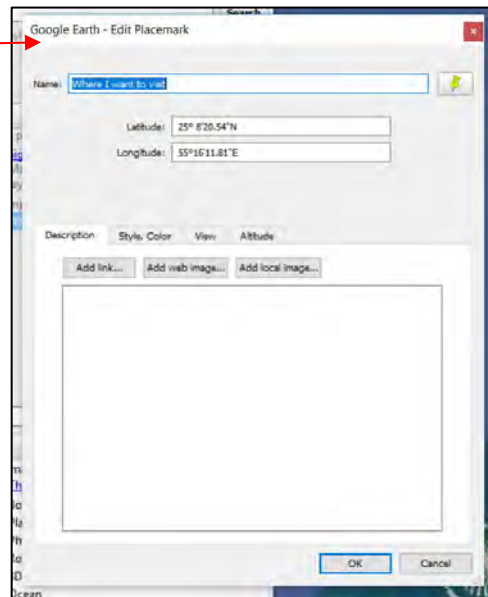 Search
Google Earth - Edit Placemark
Name: Where I want to visit
Latitude: 25° 8'20.54"N
Longitude: 55°16'11.81"E
Description Style, Color View Altitude
Add link... Add web image... Add local image...
OK Cancel
Ocean